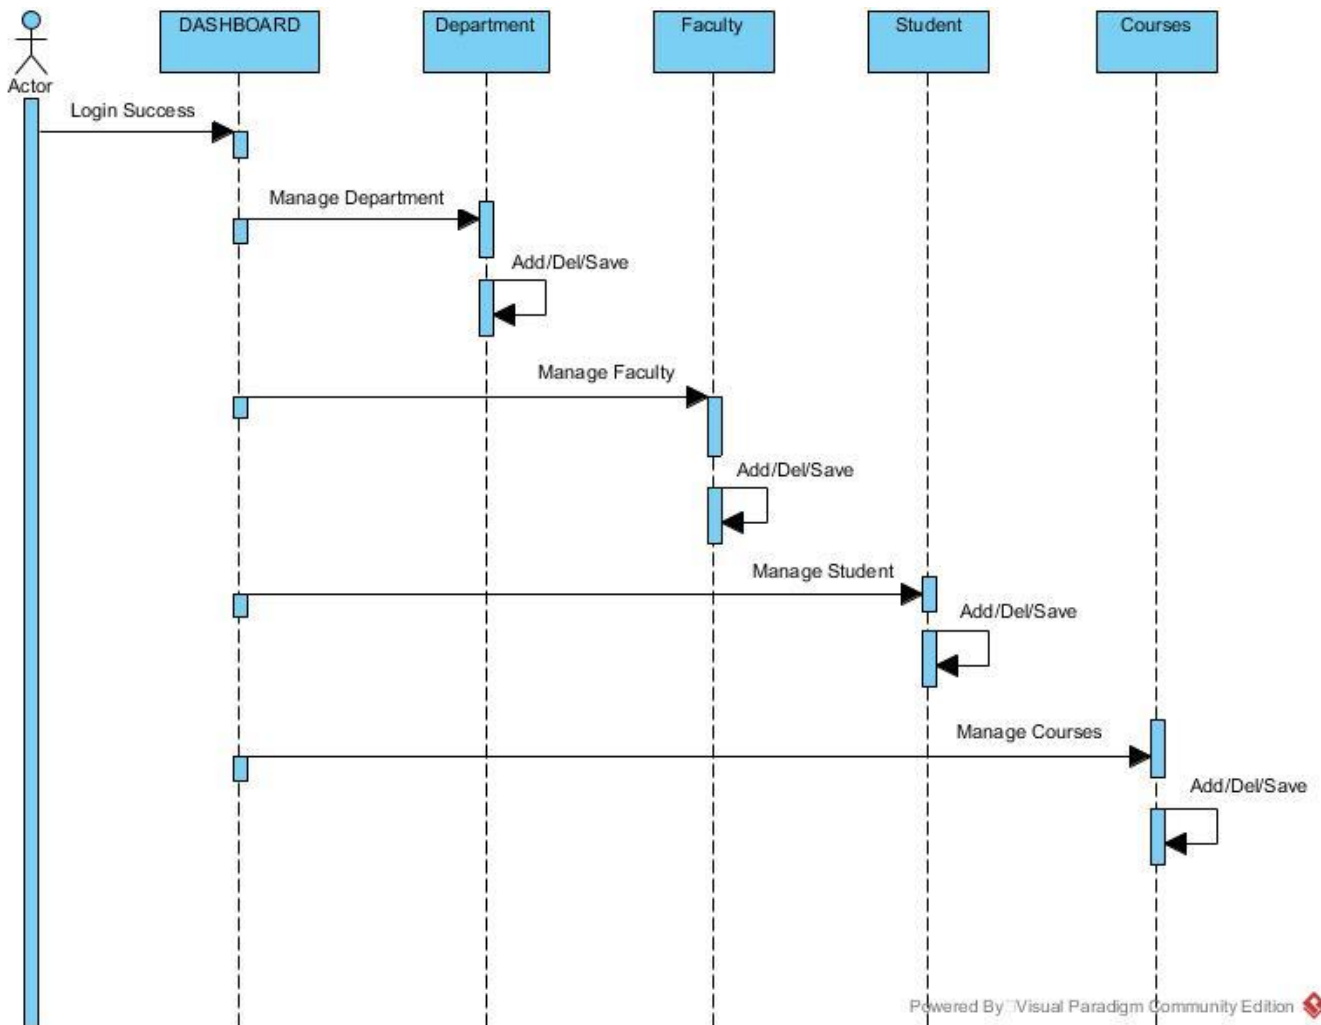 DASHBOARD
Department
Faculty
Student
Courses
Actor
Login Success
Manage Department
Add/Del/Save
Manage Faculty
Add/Del/Save
Manage Student
Add/Del/Save
Manage Courses
Add/Del/Save
Powered By Visual Paradigm Community Edition